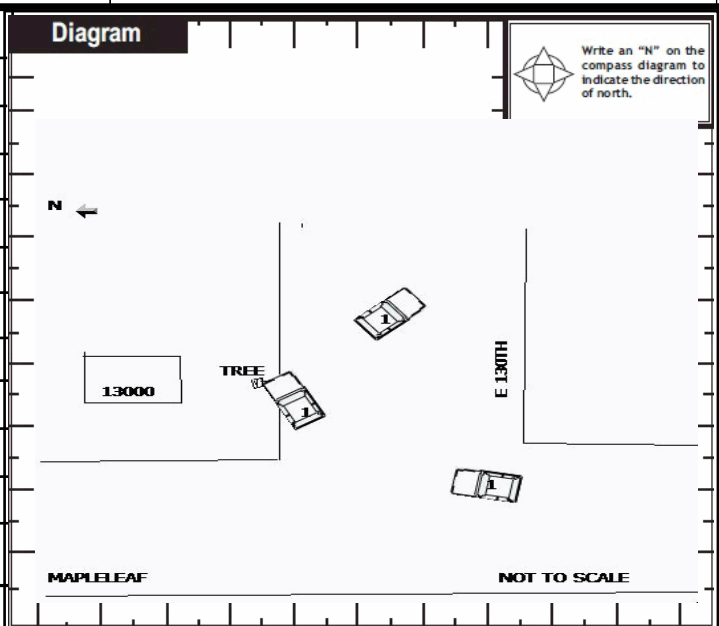 Diagram
Write an “N” on the
compass diagram to
indicate the direction
of north.
N
1
TREE
13000
1
E 130TH
1
MAPLELEAF
NOT TO SCALE